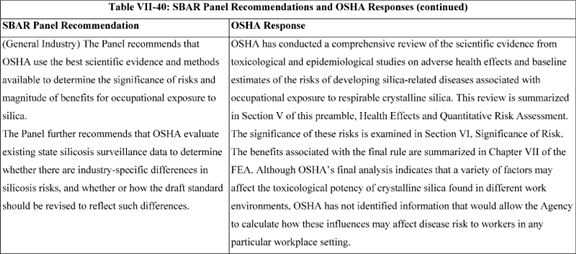 Table VII-40: SBAR Panel Recommendations and OSHA Responses (continued)
SBAR Panel Recommendation
(General Industry) The Panel recommends that
OSHA use the best scientific evidence and methods
available to determine the significance of risks and
magnitude of benefits for occupational exposure to
silica.
The Panel further recommends that OSHA evaluate
existing state silicosis surveillance data to determine
whether there are industry-specific differences in
silicosis risks, and whether or how the draft standard
should be revised to reflect such differences.
OSHA Response
OSHA has conducted a comprehensive review of the scientific evidence from
toxicological and epidemiological studies on adverse health effects and baseline
estimates of the risks of developing silica-related diseases associated with
occupational exposure to respirable crystalline silica. This review is summarized
in Section V of this preamble, Health Effects and Quantitative Risk Assessment.
The significance of these risks is examined in Section VI, Significance of Risk.
The benefits associated with the final rule are summarized in Chapter VII of the
FEA. Although OSHA's final analysis indicates that a variety of factors may
affect the toxicological potency of crystalline silica found in different work
environments, OSHA has not identified information that would allow the Agency
to calculate how these influences may affect disease risk to workers in any
particular workplace setting.